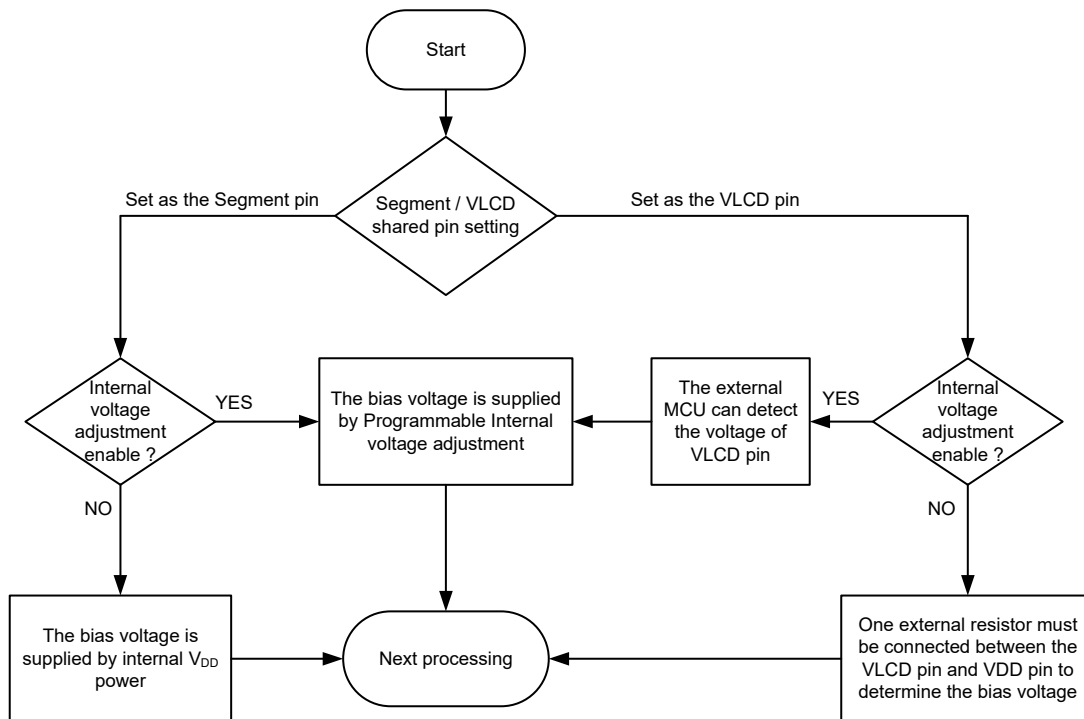 Start
Set as the Segment pin
Segment / VLCD
shared pin setting
Set as the VLCD pin
Internal
voltage
adjustment
enable ?
YES
The bias voltage is supplied
by Programmable Internal
voltage adjustment
The external
MCU can detect
the voltage of
VLCD pin
YES
Internal
voltage
adjustment
enable ?
NO
NO
The bias voltage is
supplied by internal VDD
power
Next processing
One external resistor must
be connected between the
VLCD pin and VDD pin to
determine the bias voltage